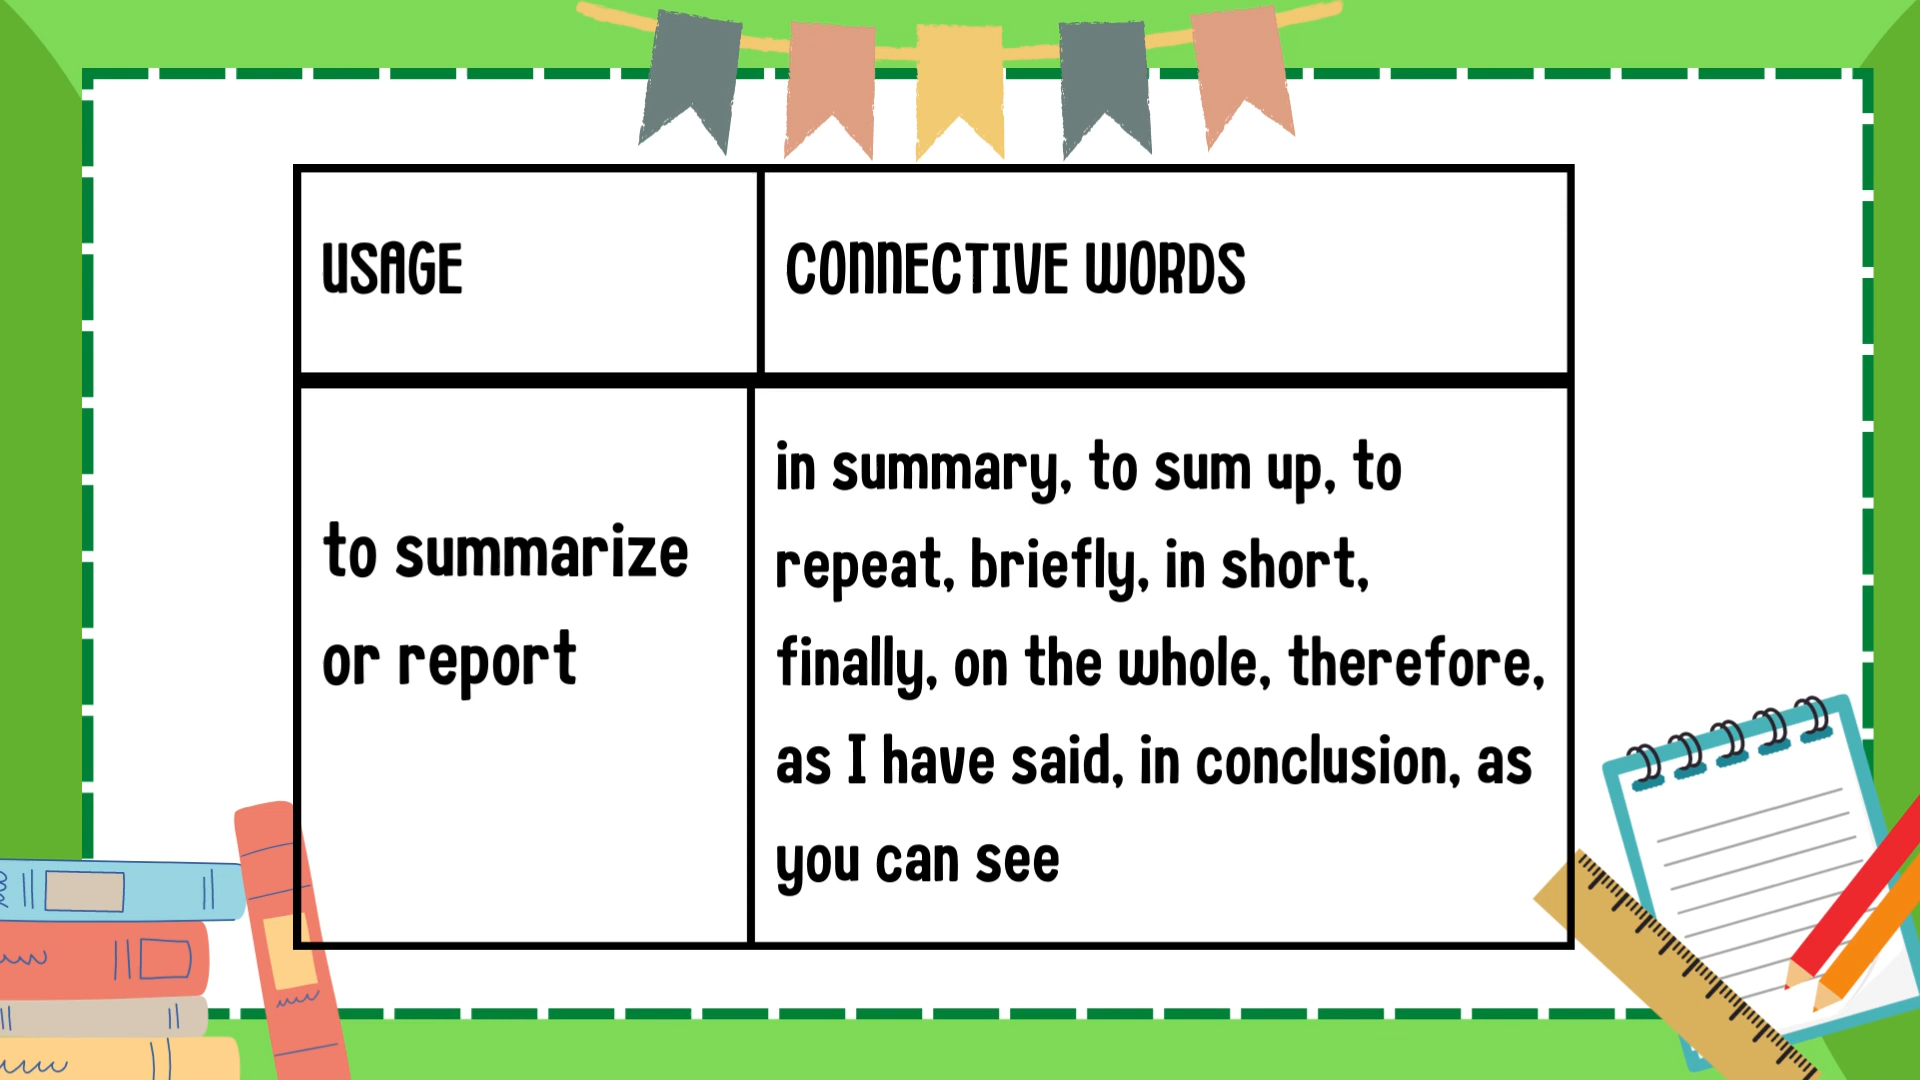 USAGE
CONNECTIVE WORDS
to summarize
or report
in summary, to sum up, to
repeat, briefly, in short,
finally, on the whole, therefore,
as I have said, in conclusion, as
you can see